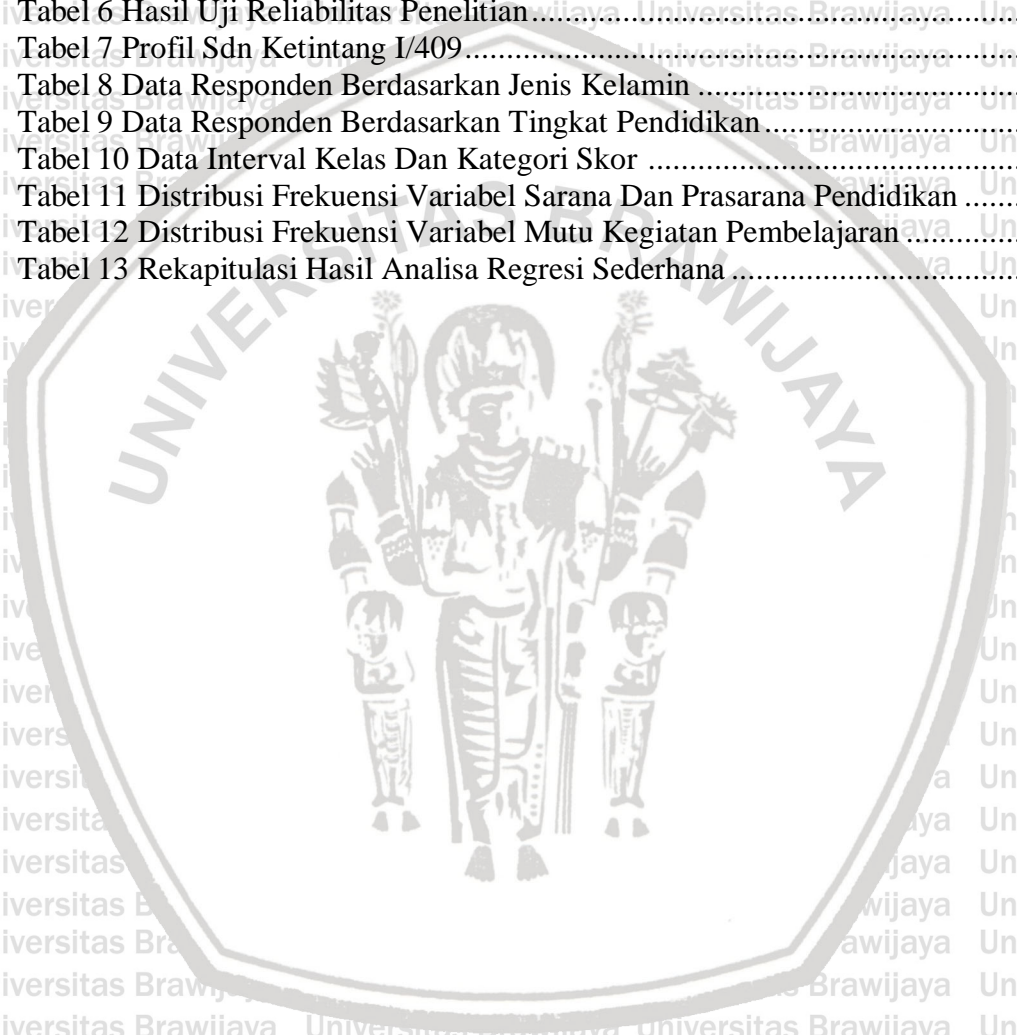 Tabel 6 Hasil Uji Reliabilitas Penelitian
Tabel 7 Profil Sdn Ketintang I/409
Tabel 8 Data Responden Berdasarkan Jenis Kelamin
Tabel 9 Data Responden Berdasarkan Tingkat Pendidikan
Tabel 10 Data Interval Kelas Dan Kategori Skor
Tabel 11 Distribusi Frekuensi Variabel Sarana Dan Prasarana Pendidikan
Tabel 12 Distribusi Frekuensi Variabel Mutu Kegiatan Pembelajaran
Tabel 13 Rekapitulasi Hasil Analisa Regresi Sederhana
UNIVERSITAS BRAWIJAYA